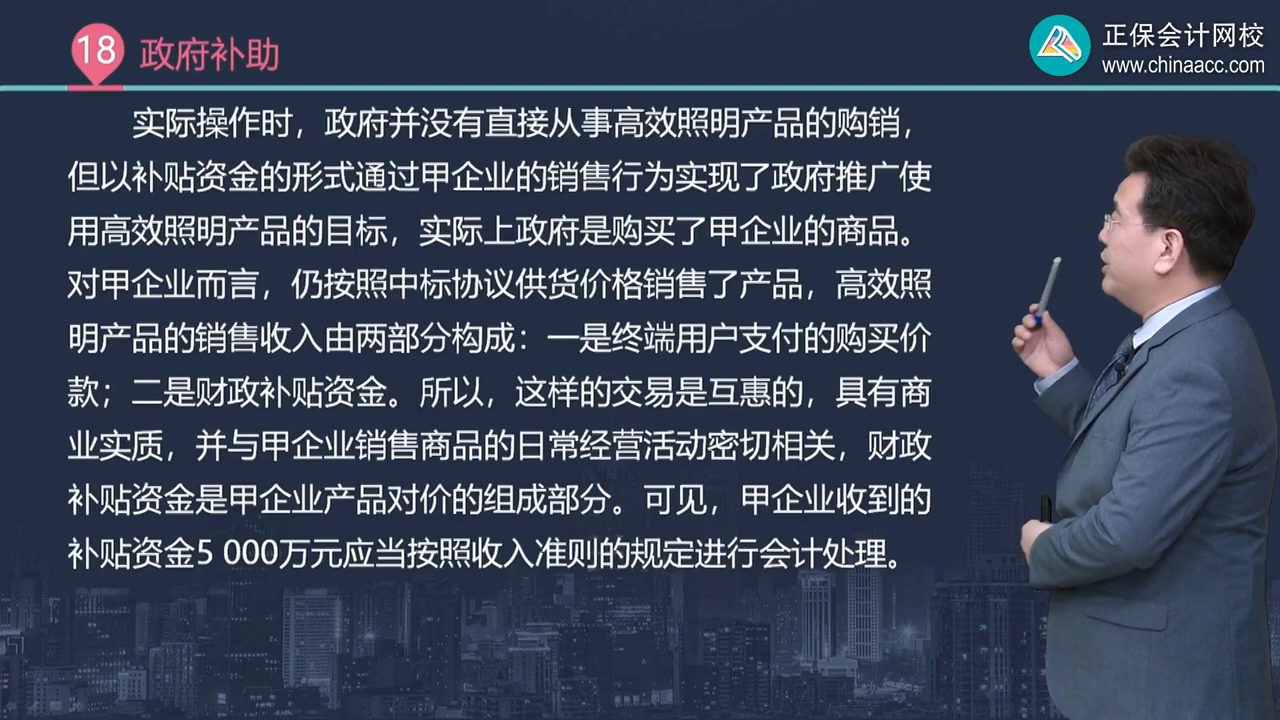 18 政府补助
正保会计网校
www.chinaacc.com
实际操作时，政府并没有直接从事高效照明产品的购销，
但以补贴资金的形式通过甲企业的销售行为实现了政府推广使
用高效照明产品的目标，实际上政府是购买了甲企业的商品。
对甲企业而言，仍按照中标协议供货价格销售了产品，高效照
明产品的销售收入由两部分构成：一是终端用户支付的购买价
款；二是财政补贴资金。所以，这样的交易是互惠的，具有商
业实质，并与甲企业销售商品的日常经营活动密切相关，财政
补贴资金是甲企业产品对价的组成部分。可见，甲企业收到的
补贴资金5 000万元应当按照收入准则的规定进行会计处理。